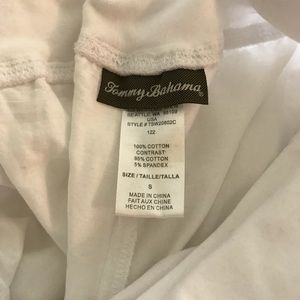 Tommy Bahama
SEATTLE, WA
USA
STYLE # TSW20802C
122
100% COTTON
CONTRAST:
95% COTTON
5% SPANDEX
SIZE / TAILLE/TALLA
S
MADE IN CHINA
FAIT AUX CHINE
HECHO EN CHINA